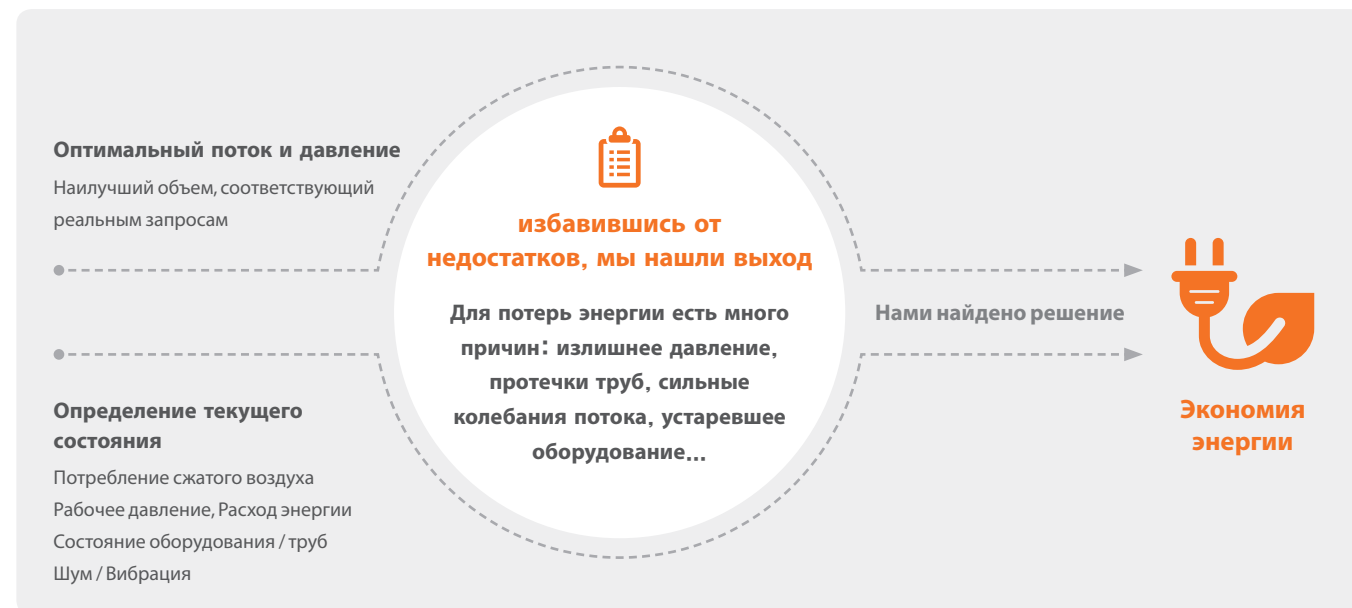 Оптимальный поток и давление
Наилучший объем, соответствующий
реальным запросам
Определение текущего
состояния
Потребление сжатого воздуха
Рабочее давление, Расход энергии
Состояние оборудования / труб
Шум / Вибрация
избавившись от
недостатков, мы нашли выход
Для потерь энергии есть много
причин: излишнее давление,
протечки труб, сильные
колебания потока, устаревшее
оборудование...
Нами найдено решение
Экономия
энергии